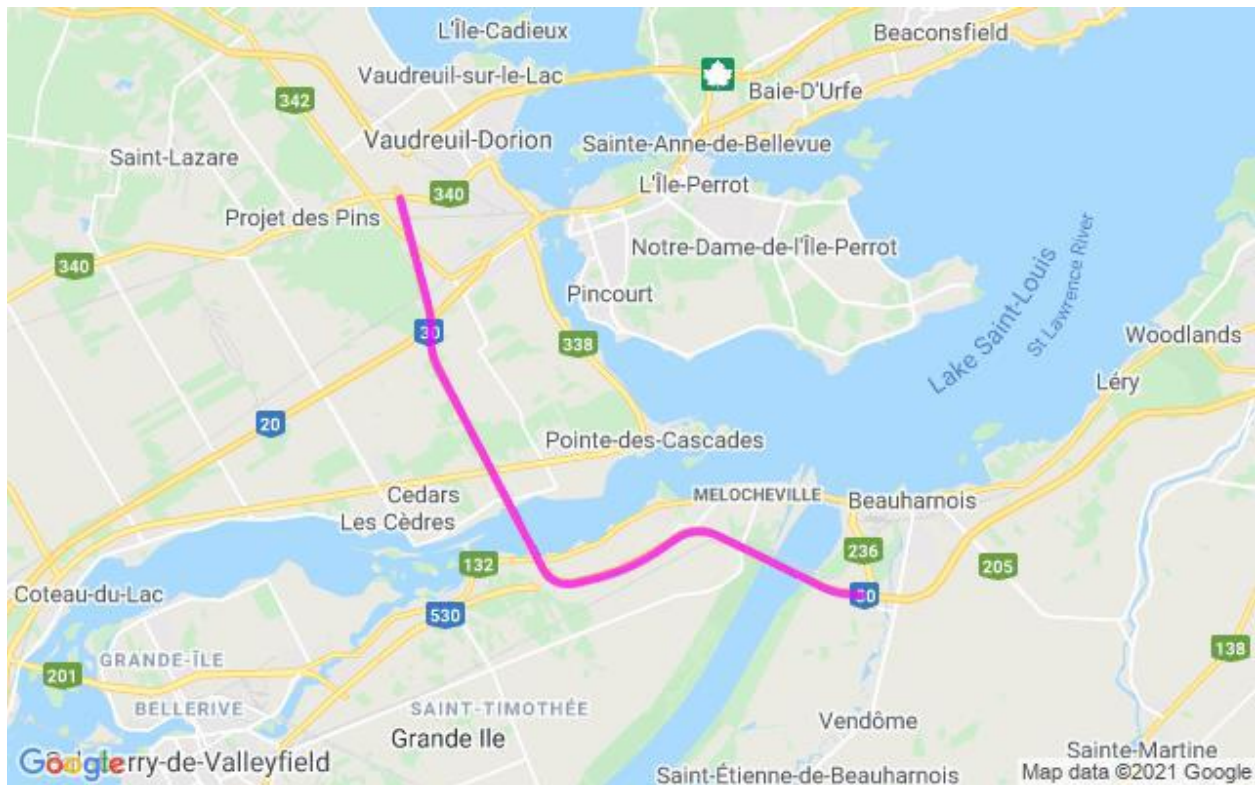 L'Île-Cadieux
Beaconsfield
Vaudreuil-sur-le-Lac
Baie-D'Urfe
342
Vaudreuil-Dorion
Sainte-Anne-de-Bellevue
Saint-Lazare
L'Île-Perrot
340
Projet des Pins
Notre-Dame-de-l'Île-Perrot
340
Pincourt
Lake Saint-Louis
St Lawrence River
30
338
Woodlands
Léry
20
Pointe-des-Cascades
Cedars
Les Cèdres
MELOCHEVILLE
Beauharnois
236
132
205
30
Coteau-du-Lac
530
GRANDE-ÎLE
201
138
BELLERIVE
SAINT-TIMOTHÉE
Vendôme
Grande Ile
Google
erry-de-Valleyfield
Sainte-Martine
Saint-Étienne-de-Beauharnois
Map data ©2021 Google